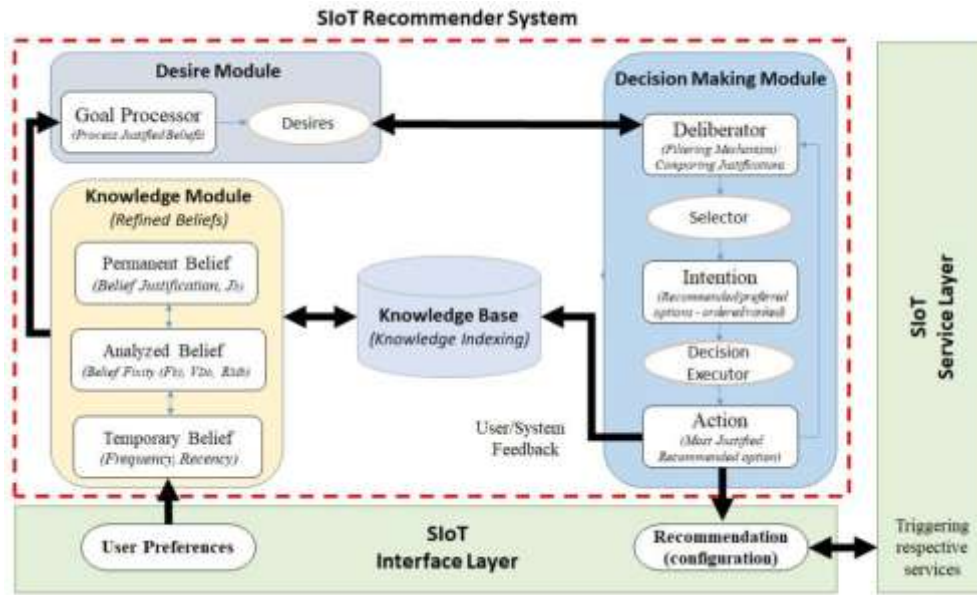 SIoT Recommender System
Desire Module
Goal Processor
(Process Justified Beliefs)
Desires
Knowledge Module
(Refined Beliefs)
Permanent Belief
(Belief Justification,
Analyzed Belief
(Belief Fixity
Temporary Belief
(Frequency, Recency)
Knowledge Base
(Knowledge Indexing)
User/System
Feedback
Decision Making Module
Deliberator
(Filtering Mechanism)
Comparing Justifications
Selector
Intention
(Recommended/preferred
options - ordered/ranked)
Decision
Executor
Action
(Most Justified
Recommended option)
User Preferences
SIoT
Interface Layer
Recommendation
(configuration)
SIoT
Service Layer
Triggering
respective
services